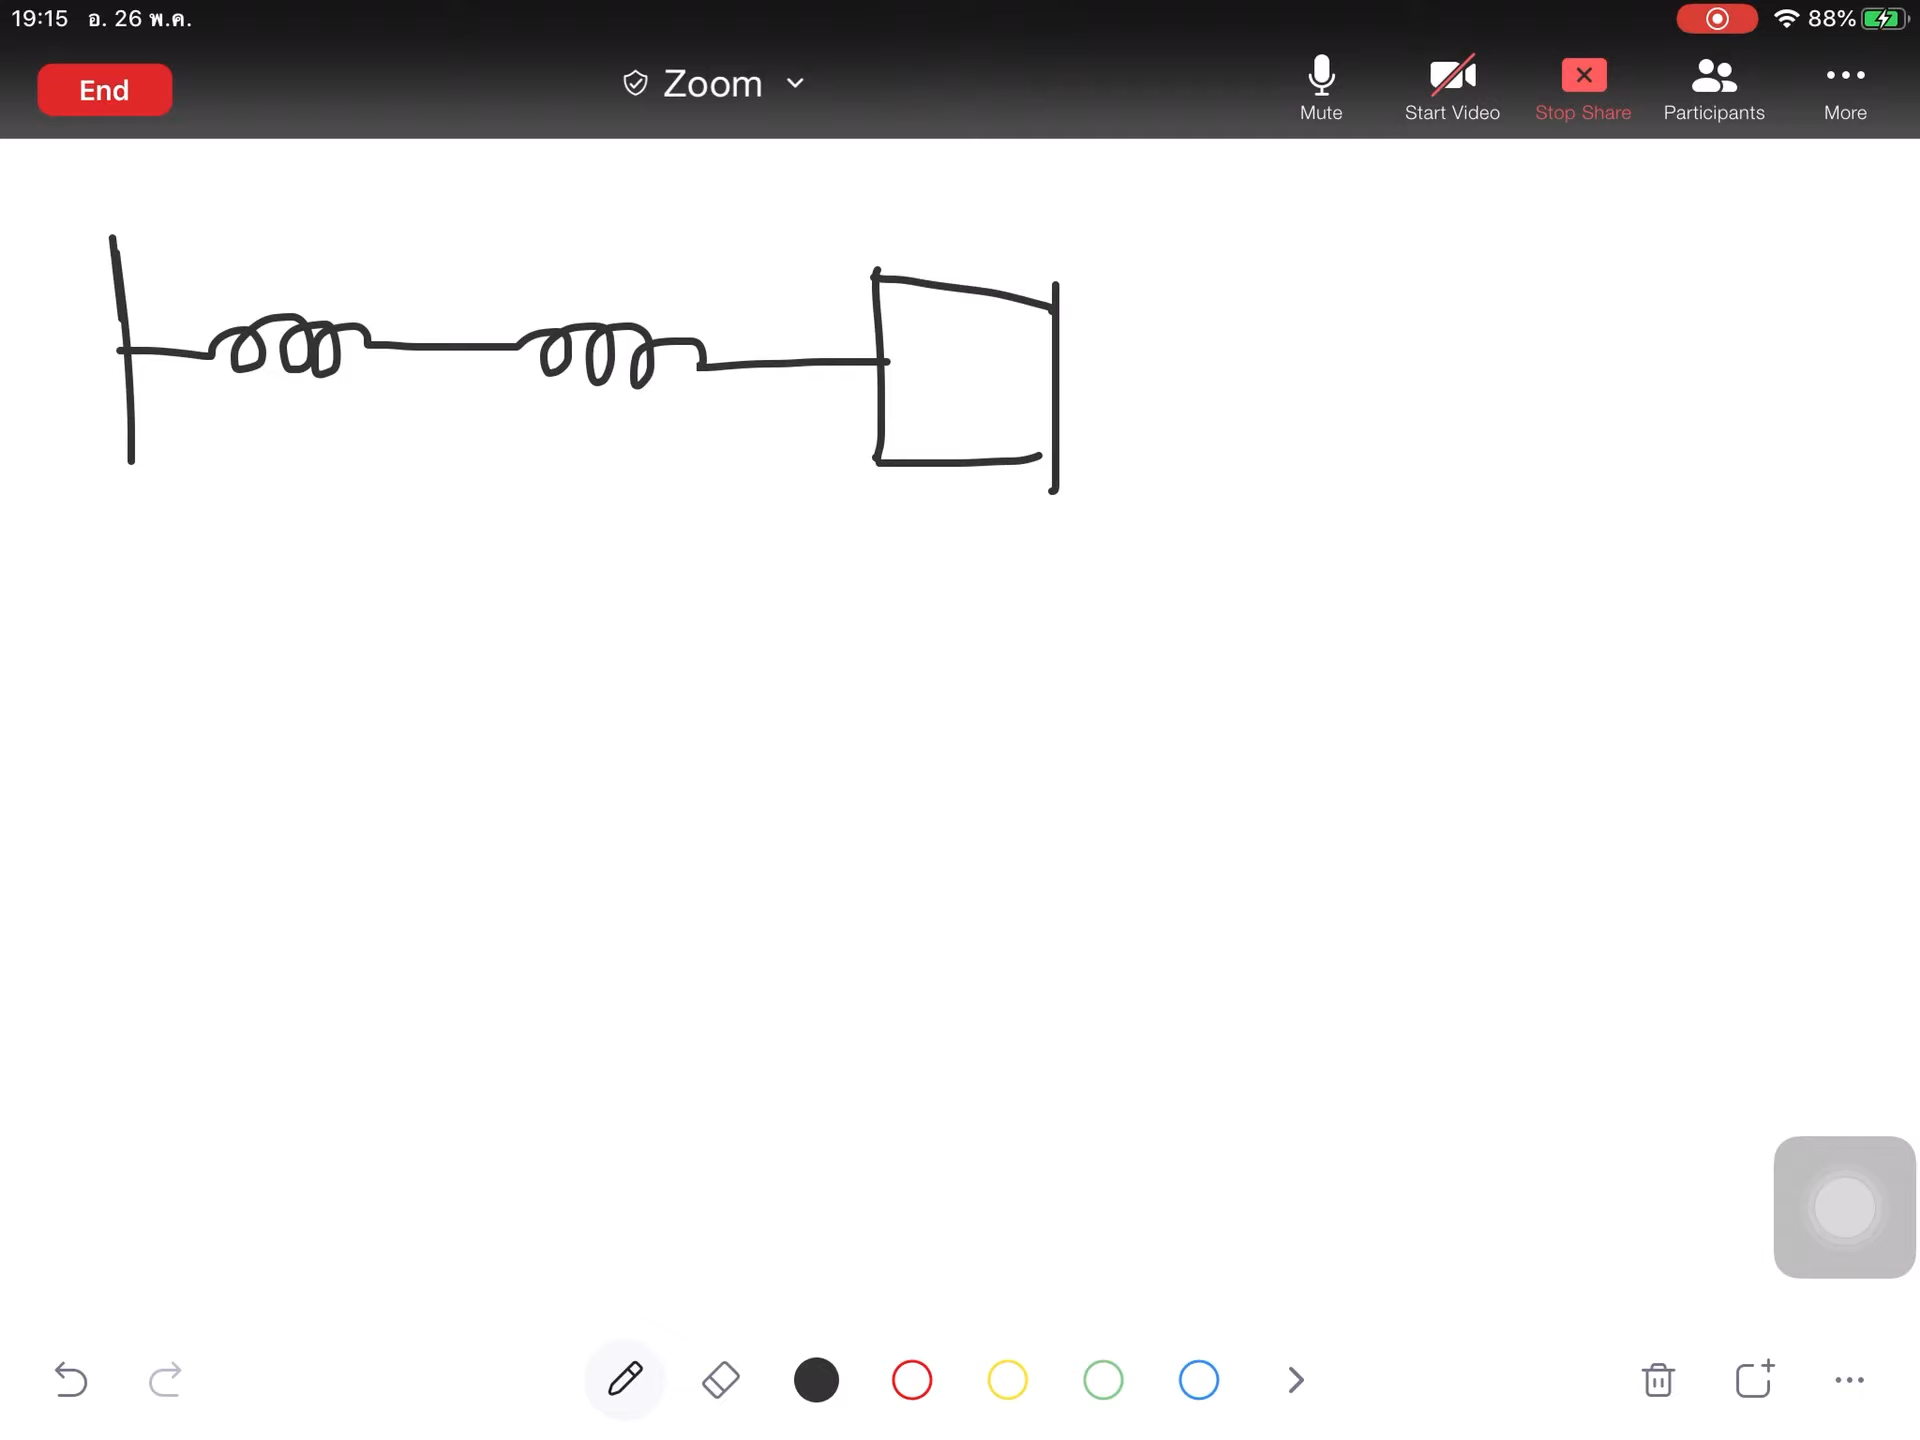 19:15 อ. 26 พ.ค.
88%
End
Zoom
Mute
Start Video
Stop Share
Participants
More